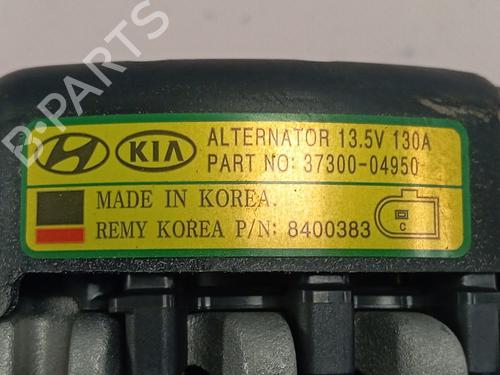 KIA
ALTERNATOR 13.5V 130A
PART NO: 37300-04950
MADE IN KOREA.
REMY KOREA P/N: 8400383
C
B-PARTS